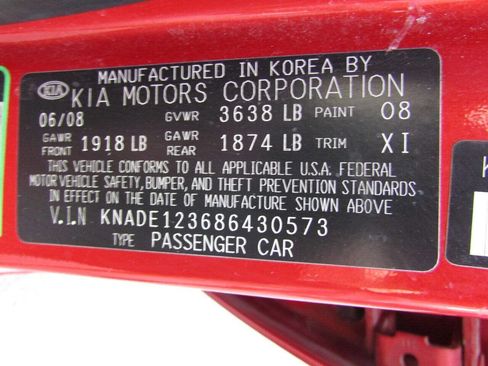 MANUFACTURED IN KOREA BY
KIA KIA MOTORS CORPORATION
06/08 GVWR 3638 LB PAINT 08
GAWR FRONT 1918 LB GAWR REAR 1874 LB TRIM XI
THIS VEHICLE CONFORMS TO ALL APPLICABLE U.S.A. FEDERAL
MOTOR VEHICLE SAFETY, BUMPER, AND THEFT PREVENTION STANDARDS
IN EFFECT ON THE DATE OF MANUFACTURE SHOWN ABOVE
V.I.N KNADE123686430573
TYPE PASSENGER CAR